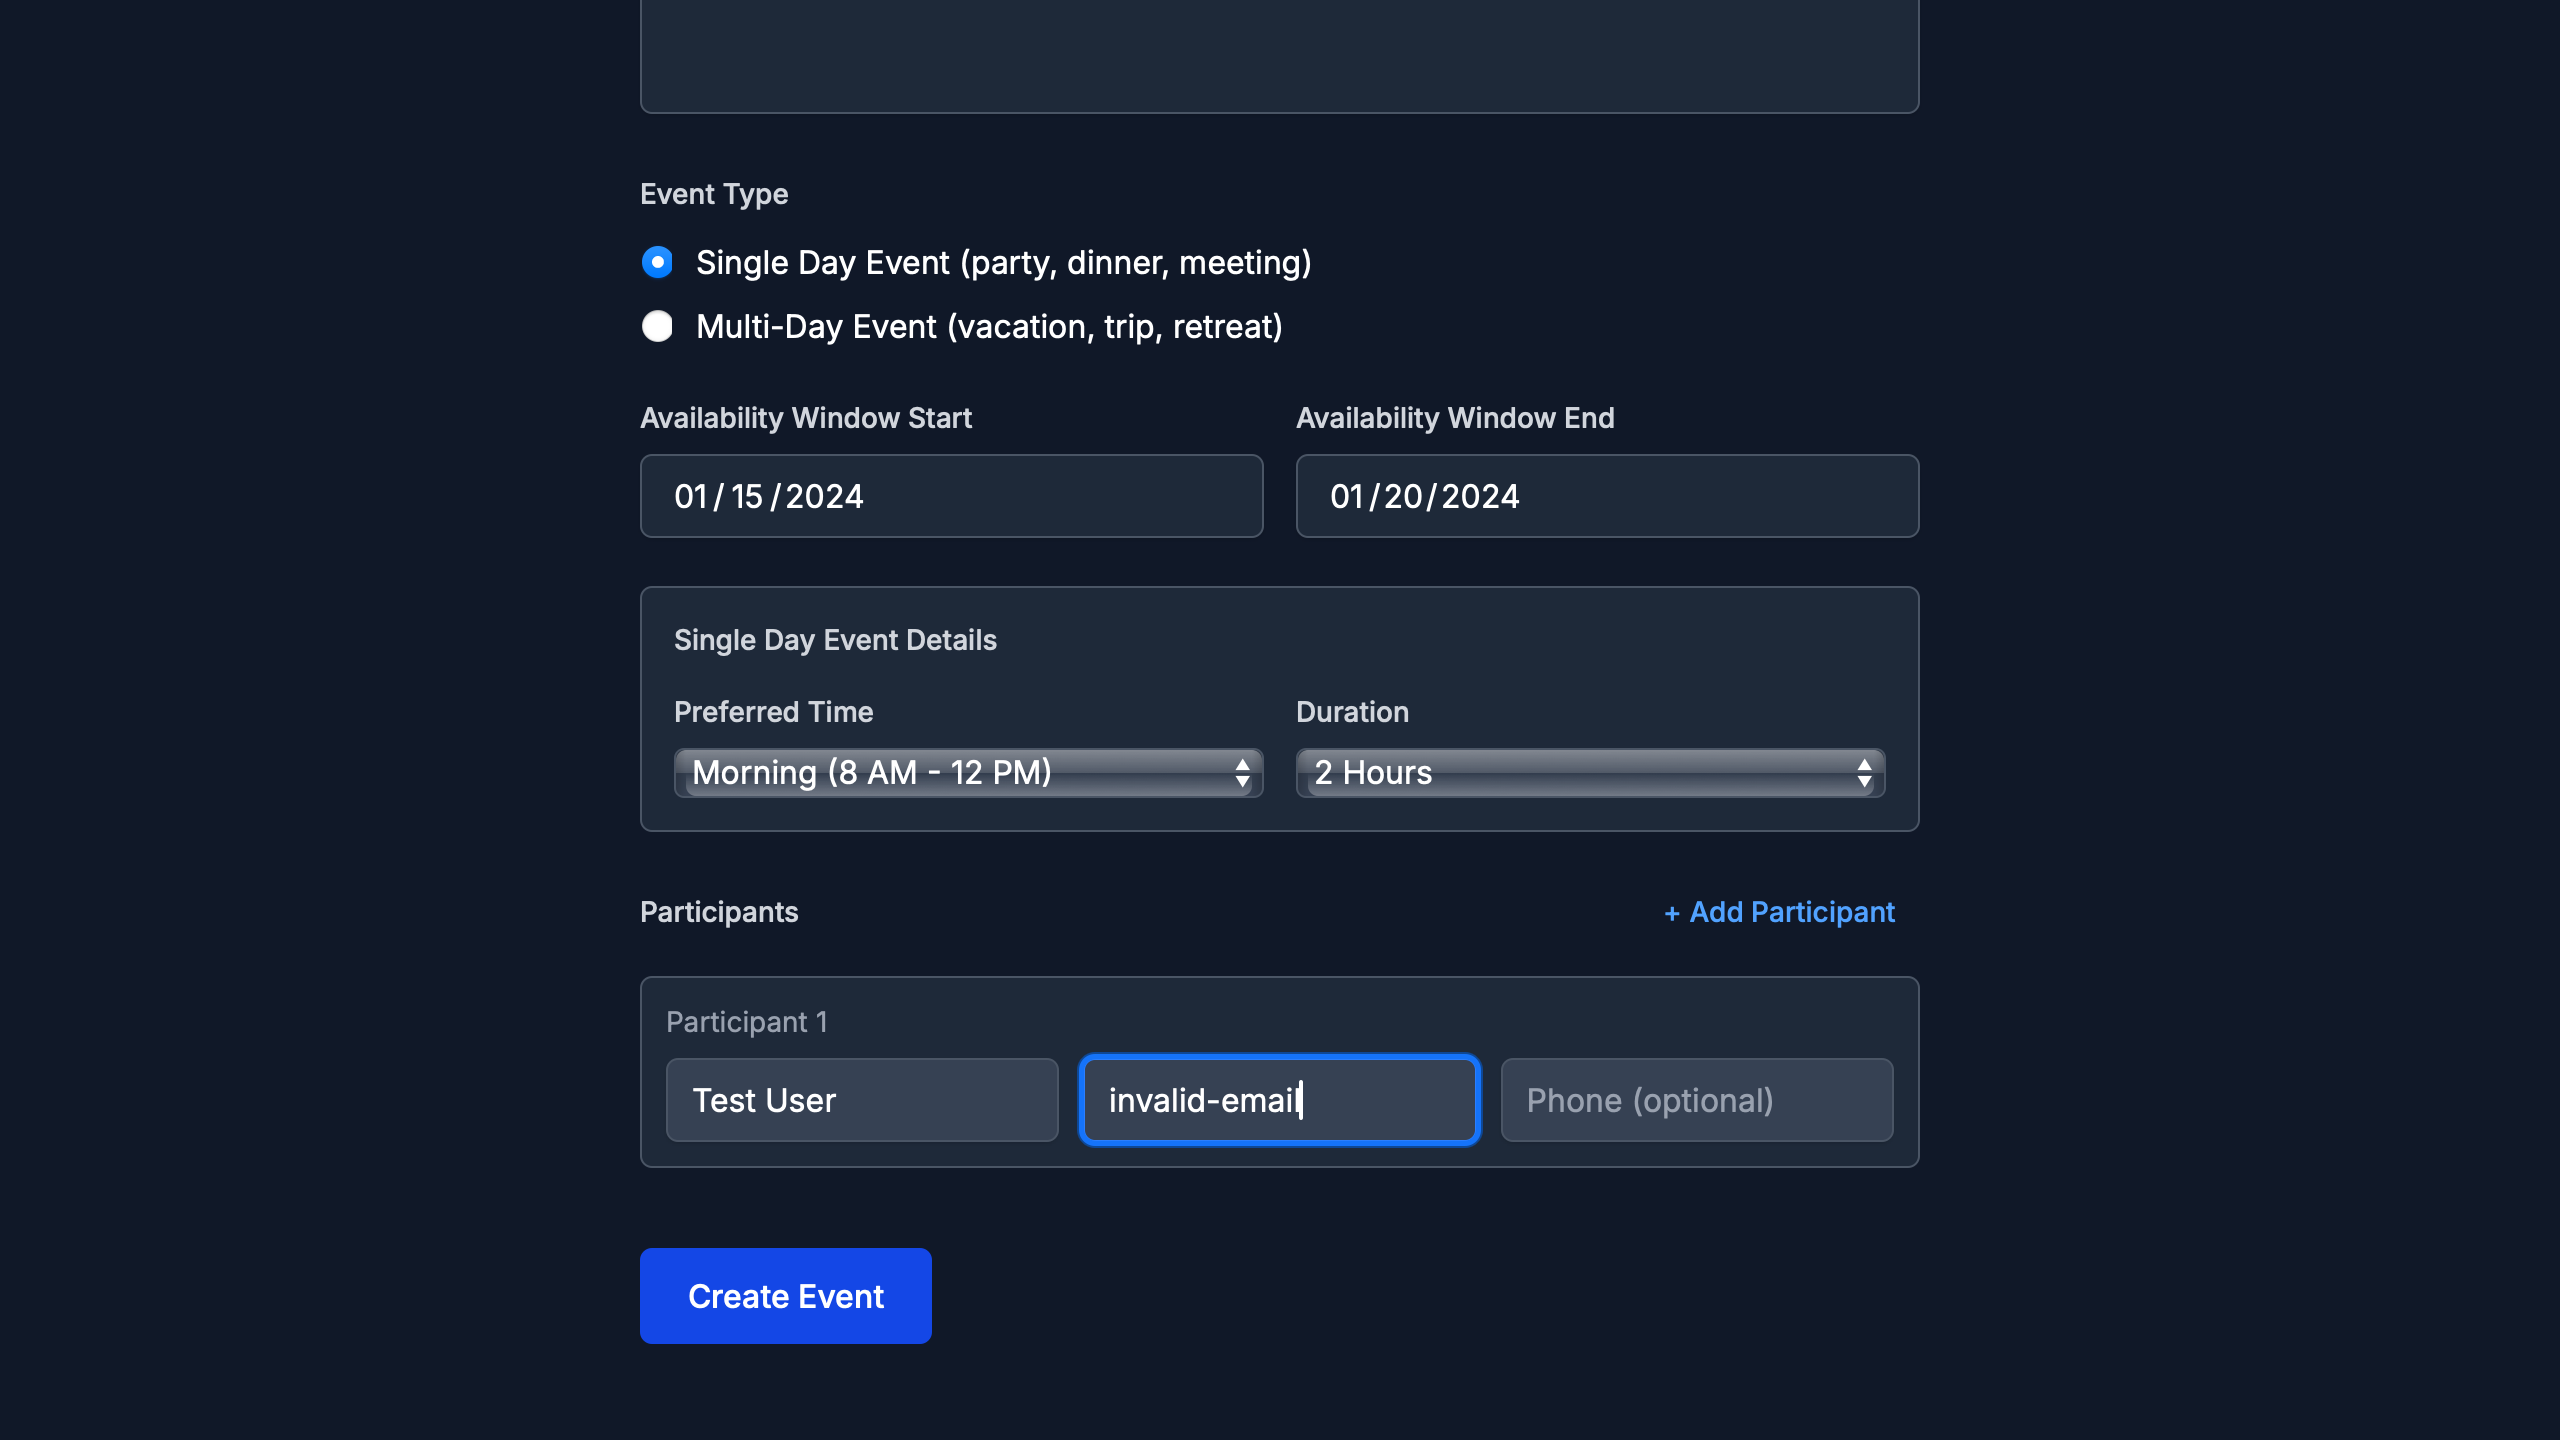 Event Type
Single Day Event (party, dinner, meeting)
Multi-Day Event (vacation, trip, retreat)
Availability Window Start Availability Window End
01/15/2024 01/20/2024
Single Day Event Details
Preferred Time Duration
Morning (8 AM - 12 PM) 2 Hours
Participants + Add Participant
Participant 1
Test User invalid-email Phone (optional)
Create Event